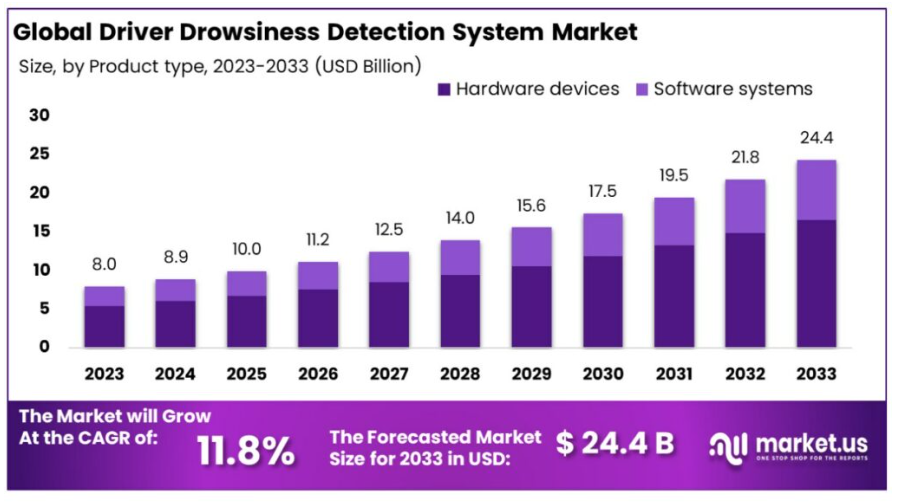 Global Driver Drowsiness Detection System Market
Size, by Product type, 2023-2033 (USD Billion)
Hardware devices Software systems
30
25
20
15
10
5
0
8.0 8.9 10.0 11.2 12.5 14.0 15.6 17.5 19.5 21.8 24.4
2023 2024 2025 2026 2027 2028 2029 2030 2031 2032 2033
The Market will Grow
At the CAGR of:
11.8%
The Forecasted Market
Size for 2033 in USD:
$ 24.4 B
market.us
ONE STOP SHOP FOR THE REPORTS